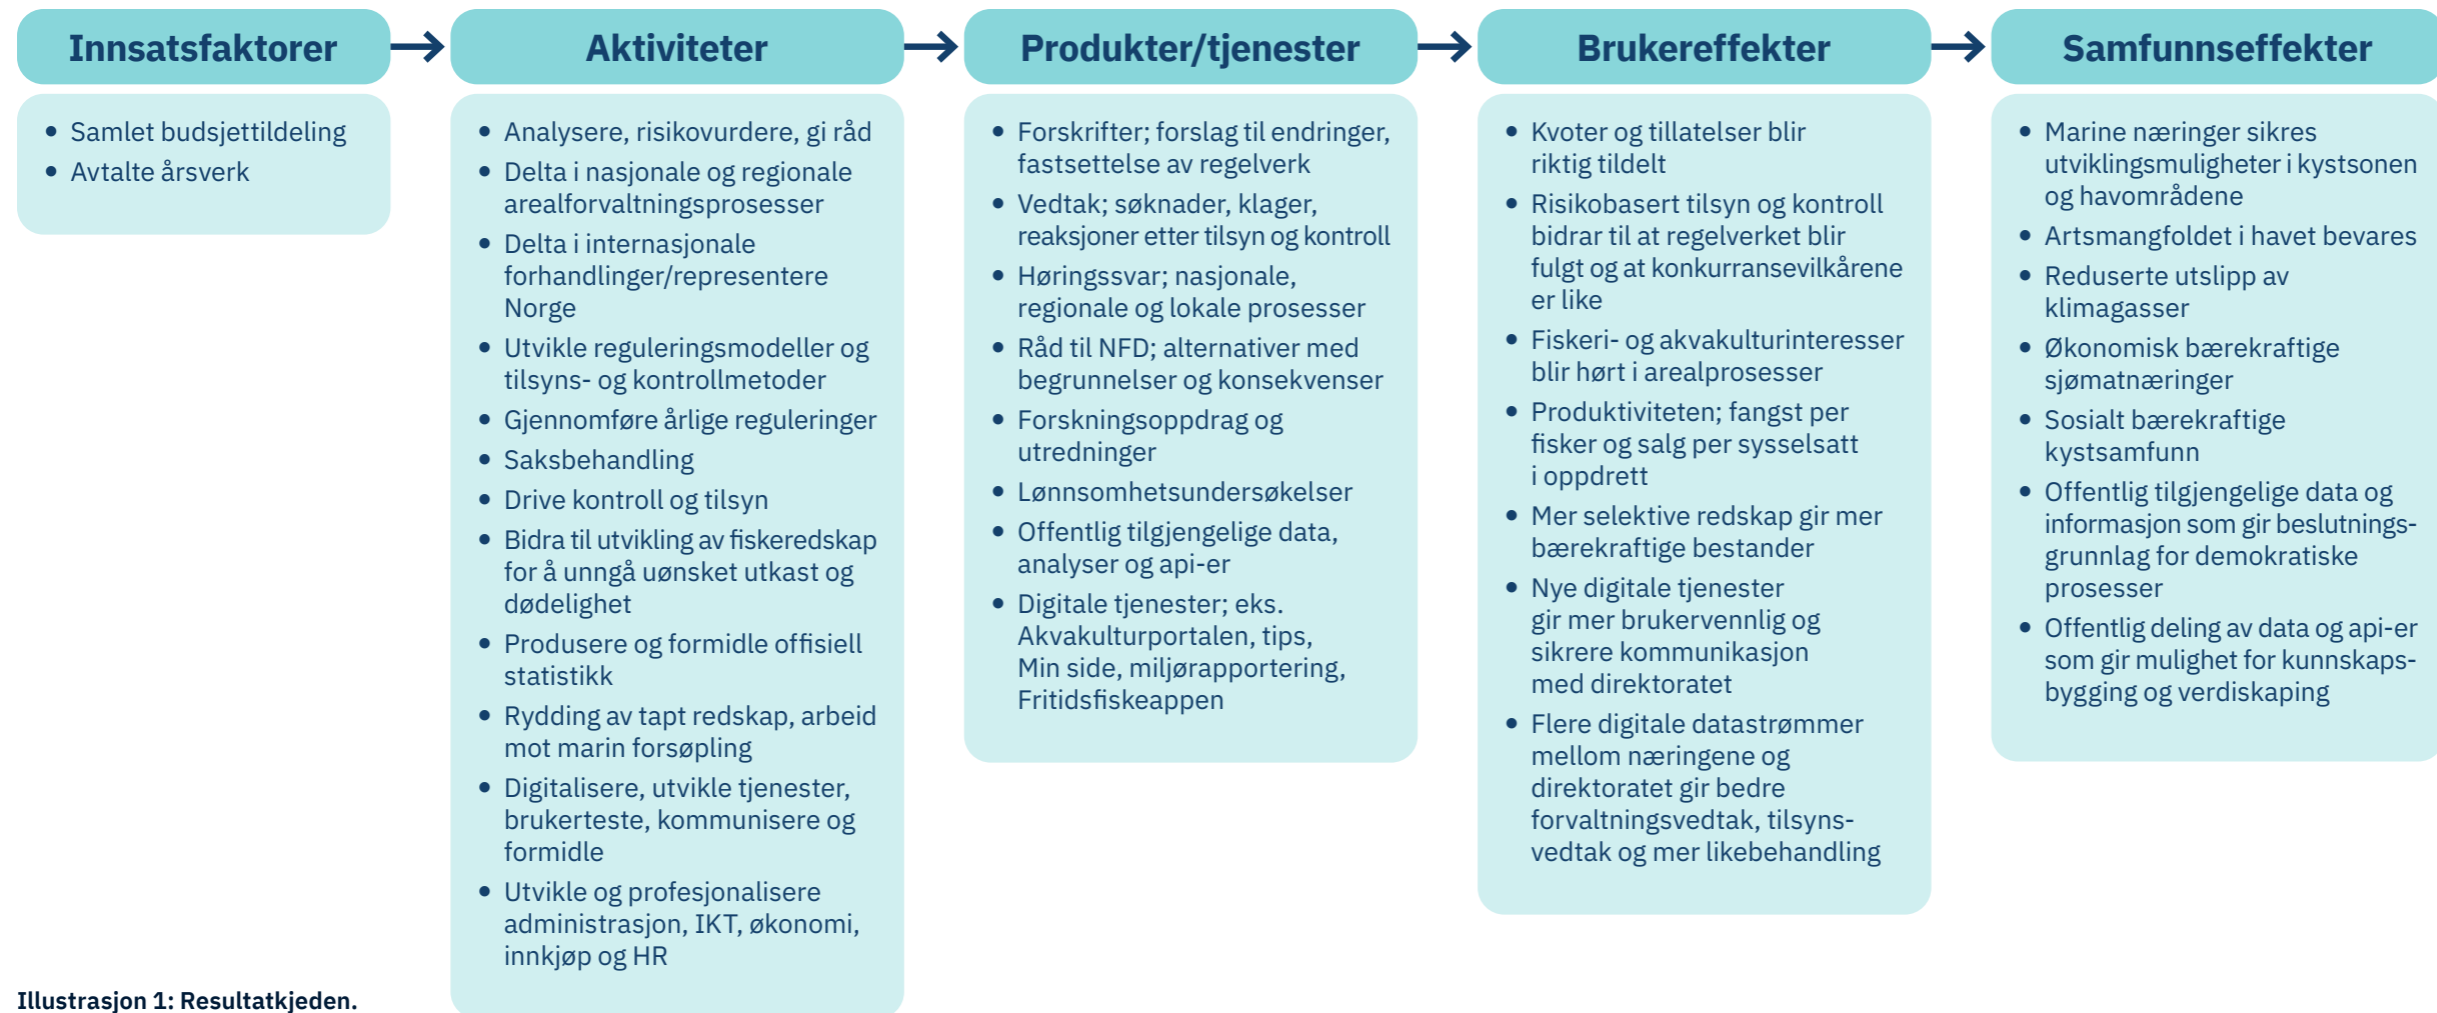 Innsatsfaktorer
• Samlet budsjettildeling
• Avtalte årsverk
Aktiviteter
• Analysere, risikovurdere, gi råd
• Delta i nasjonale og regionale
arealforvaltningsprosesser
• Delta i internasjonale
forhandlinger/representere
Norge
• Utvikle reguleringsmodeller og
tilsyns- og kontrollmetoder
• Gjennomføre årlige reguleringer
• Saksbehandling
• Drive kontroll og tilsyn
• Bidra til utvikling av fiskeredskap
for å unngå uønsket utkast og
dødelighet
• Produsere og formidle offisiell
statistikk
• Rydding av tapt redskap, arbeid
mot marin forsøpling
• Digitalisere, utvikle tjenester,
brukerteste, kommunisere og
formidle
• Utvikle og profesjonalisere
administrasjon, IKT, økonomi,
innkjøp og HR
Produkter/tjenester
• Forskrifter; forslag til endringer,
fastsettelse av regelverk
• Vedtak; søknader, klager,
reaksjoner etter tilsyn og kontroll
• Høringssvar; nasjonale,
regionale og lokale prosesser
• Råd til NFD; alternativer med
begrunnelser og konsekvenser
• Forskningsoppdrag og
utredninger
• Lønnsomhetsundersøkelser
• Offentlig tilgjengelige data,
analyser og api-er
• Digitale tjenester; eks.
Akvakulturportalen, tips,
Min side, miljørapportering,
Fritidsfiskeappen
Brukereffekter
• Kvoter og tillatelser blir
riktig tildelt
• Risikobasert tilsyn og kontroll
bidrar til at regelverket blir
fulgt og at konkurransevilkårene
er like
• Fiskeri- og akvakulturinteresser
blir hørt i arealprosesser
• Produktiviteten; fangst per
fisker og salg per sysselsatt
i oppdrett
• Mer selektive redskap gir mer
bærekraftige bestander
• Nye digitale tjenester
gir mer brukervennlig og
sikrere kommunikasjon
med direktoratet
• Flere digitale datastrømmer
mellom næringene og
direktoratet gir bedre
forvaltningsvedtak, tilsyns-
vedtak og mer likebehandling
Samfunnseffekter
• Marine næringer sikres
utviklingsmuligheter i kystsonen
og havområdene
• Artsmangfoldet i havet bevares
• Reduserte utslipp av
klimagasser
• Økonomisk bærekraftige
sjømatnæringer
• Sosialt bærekraftige
kystsamfunn
• Offentlig tilgjengelige data og
informasjon som gir beslutnings-
grunnlag for demokratiske
prosesser
• Offentlig deling av data og api-er
som gir mulighet for kunnskaps-
bygging og verdiskaping
Illustrasjon 1: Resultatkjeden.